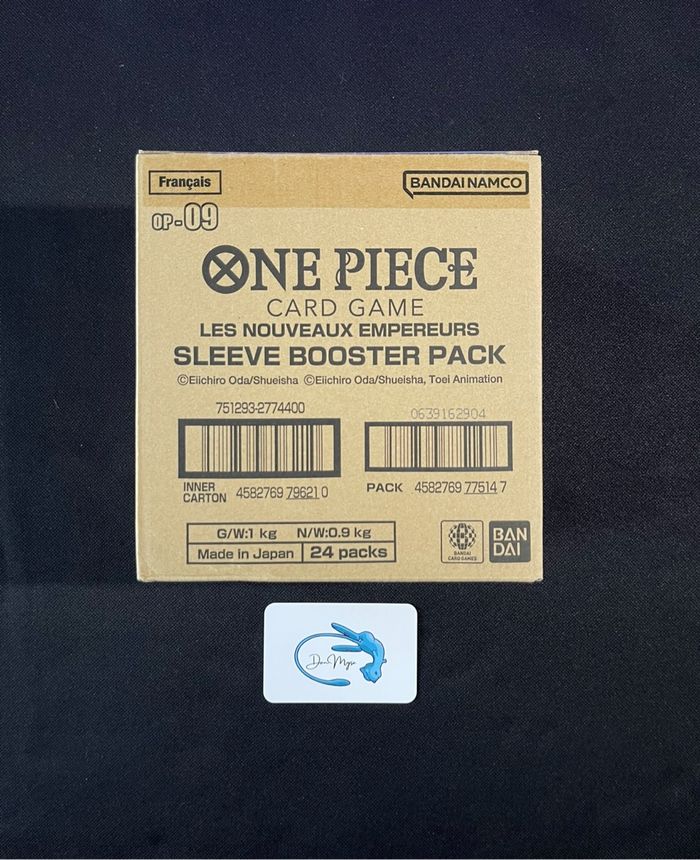 Français
BANDAI NAMCO
OP-09
ONE PIECE
CARD GAME
LES NOUVEAUX EMPEREURS
SLEEVE BOOSTER PACK
©Eiichiro Oda/Shueisha ©Eiichiro Oda/Shueisha, Toei Animation
751293-2774400
0639162904
INNER CARTON 4582769 79621 0
PACK 4582769 77514 7
G/W:1 kg N/W:0.9 kg
Made in Japan 24 packs
BANDAI CARD GAMES
BANDAI